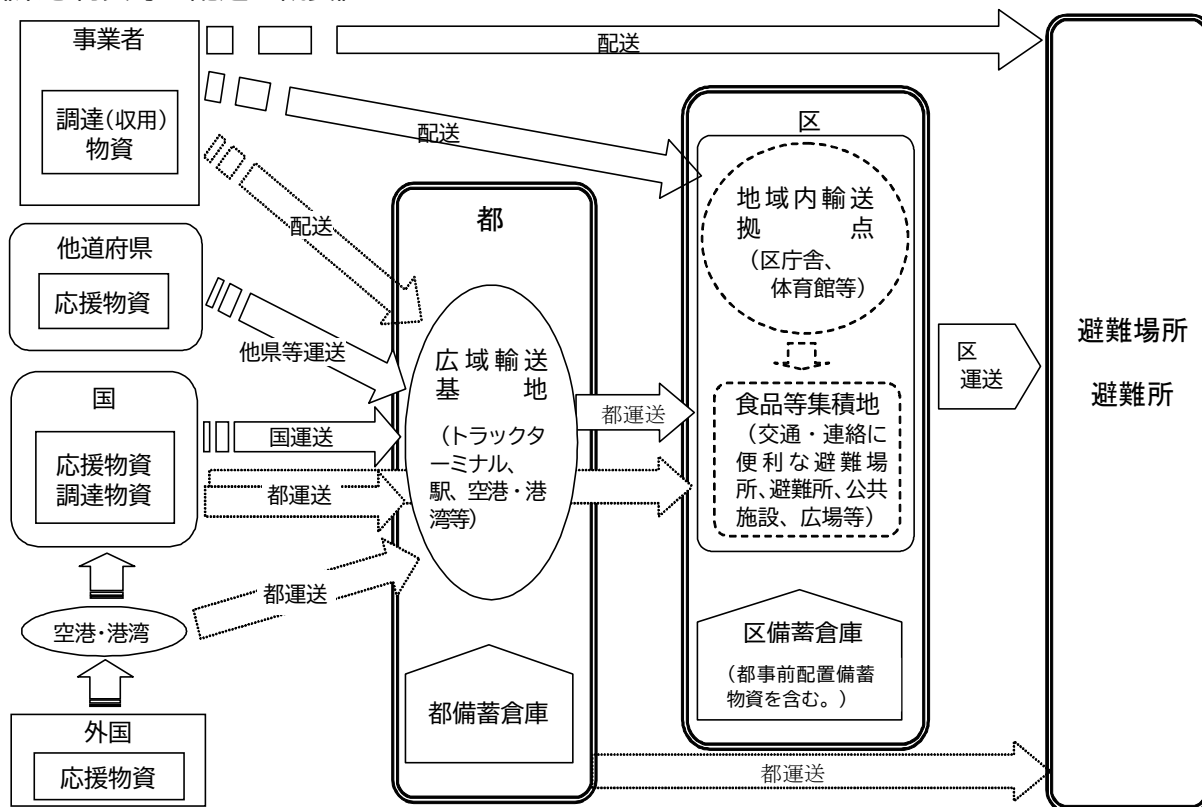 事業者
調達(収用)
物資
他道府県
応援物資
国
応援物資
調達物資
空港・港湾
外国
応援物資
配送
配送
配送
他県等運送
国運送
都運送
都運送
都
広域輸送
基地
(トラックタ
ーミナル、
駅、空港・港
湾等)
都備蓄倉庫
都運送
都運送
区
地域内輸送
拠点
(区庁舎、
体育館等)
食品等集積地
(交通・連絡に
便利な避難場
所、避難所、公共
施設、広場等)
区備蓄倉庫
(都事前配置備蓄
物資を含む。)
区
運送
避難場所
避難所